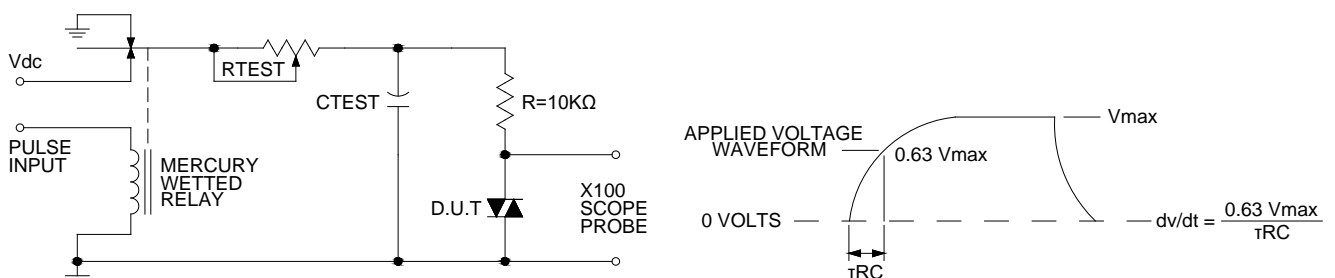 Vdc
PULSE
INPUT
MERCURY
WETTED
RELAY
RTEST
CTEST
R=10KΩ
D.U.T
X100
SCOPE
PROBE
APPLIED VOLTAGE
WAVEFORM
0.63 Vmax
Vmax
0 VOLTS
τRC
dv/dt = 0.63 Vmax
τRC